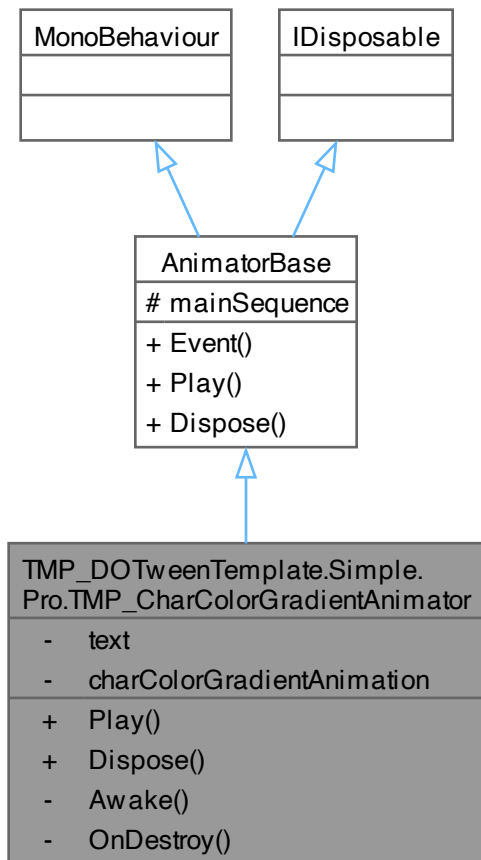 MonoBehaviour
IDisposable
AnimatorBase
# mainSequence
+ Event()
+ Play()
+ Dispose()
TMP_DOTweenTemplate.Simple.
Pro.TMP_CharColorGradientAnimator
- text
- charColorGradientAnimation
+ Play()
+ Dispose()
- Awake()
- OnDestroy()